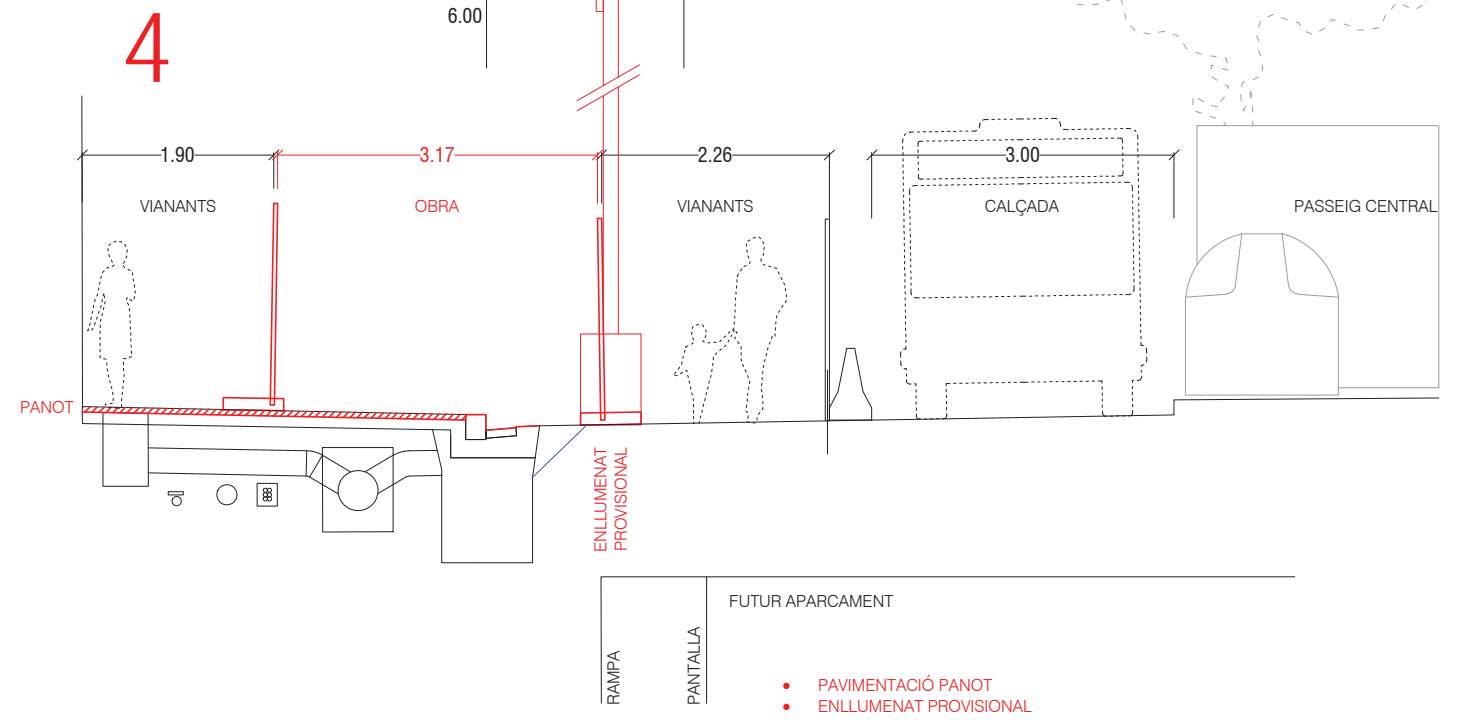 6.00
4
1.90
3.17
2.26
3.00
VIANANTS
OBRA
VIANANTS
CALÇADA
PASSEIG CENTRAL
PANOT
ENLLUMENAT
PROVISIONAL
FUTUR APARCAMENT
RAMPA
PANTALLA
• PAVIMENTACIÓ PANOT
• ENLLUMENAT PROVISIONAL